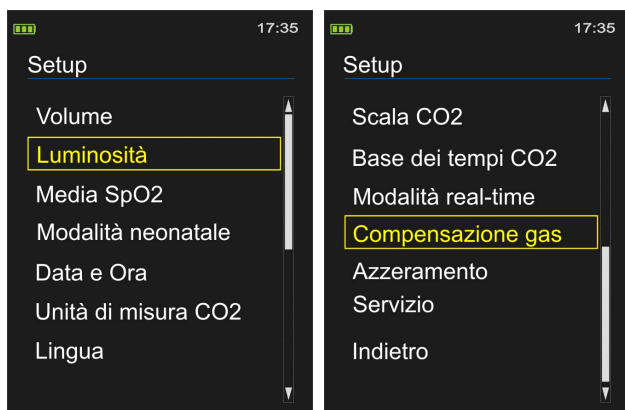 17:35
Setup
Volume
Luminosità
Media SpO2
Modalità neonatale
Data e Ora
Unità di misura CO2
Lingua
17:35
Setup
Scala CO2
Base dei tempi CO2
Modalità real-time
Compensazione gas
Azzeramento
Servizio
Indietro